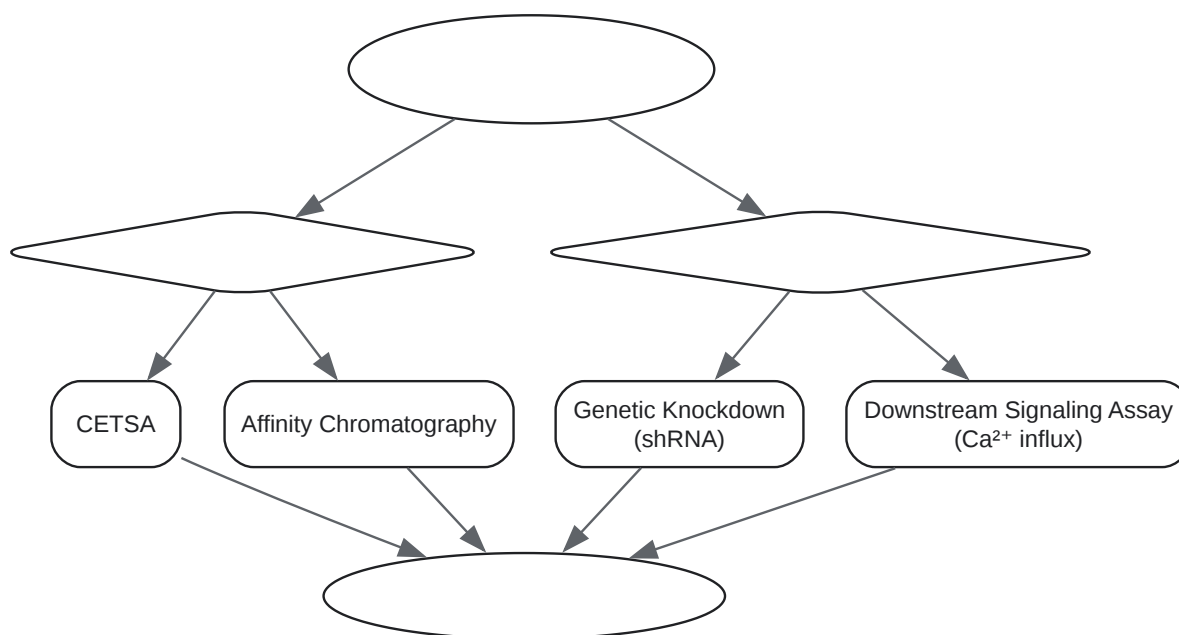 CETSA
Affinity Chromatography
Genetic Knockdown
(shRNA)
Downstream Signaling Assay
(Ca²⁺ influx)